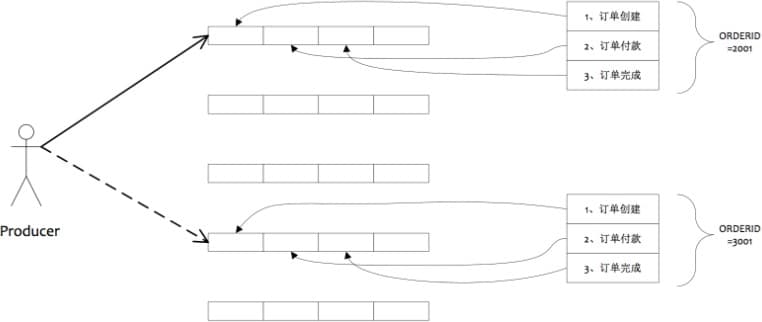 1、订单创建
2、订单付款
3、订单完成
ORDERID
=2001
Producer
1、订单创建
2、订单付款
3、订单完成
ORDERID
=3001